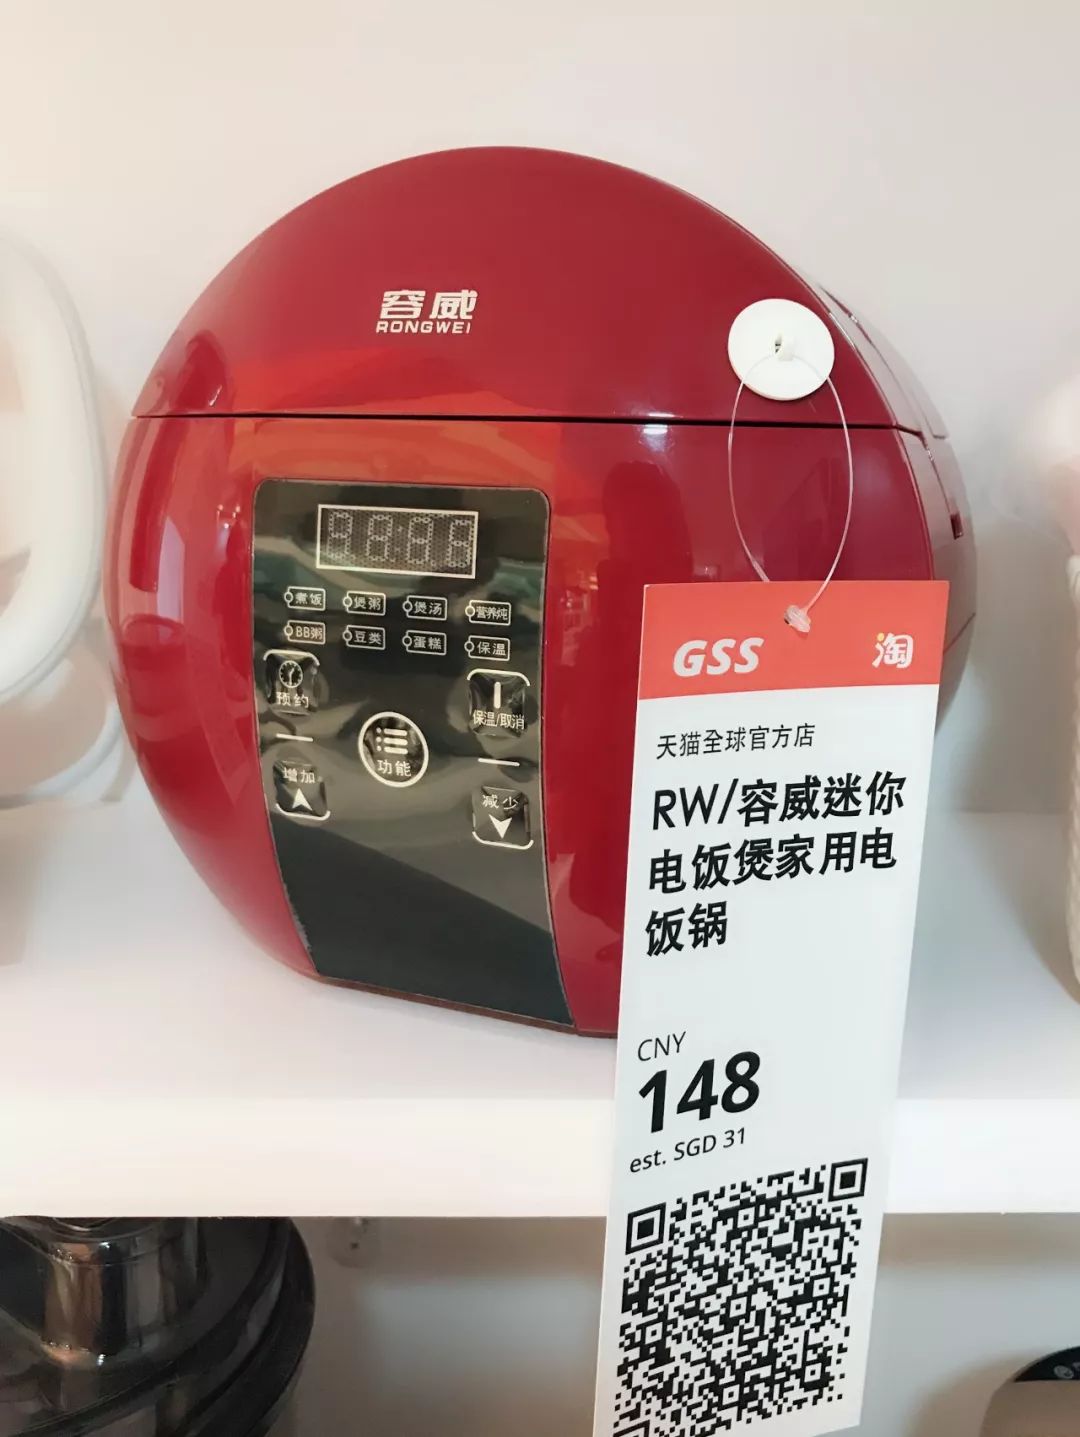 容威
RONGWEI
煮饭
煲粥
煲汤
营养炖
BB粥
豆类
蛋糕
保温
预约
保温/取消
功能
增加
减少
GSS
淘
天猫全球官方店
RW/容威迷你
电饭煲家用电
饭锅
CNY
148
est. SGD 31